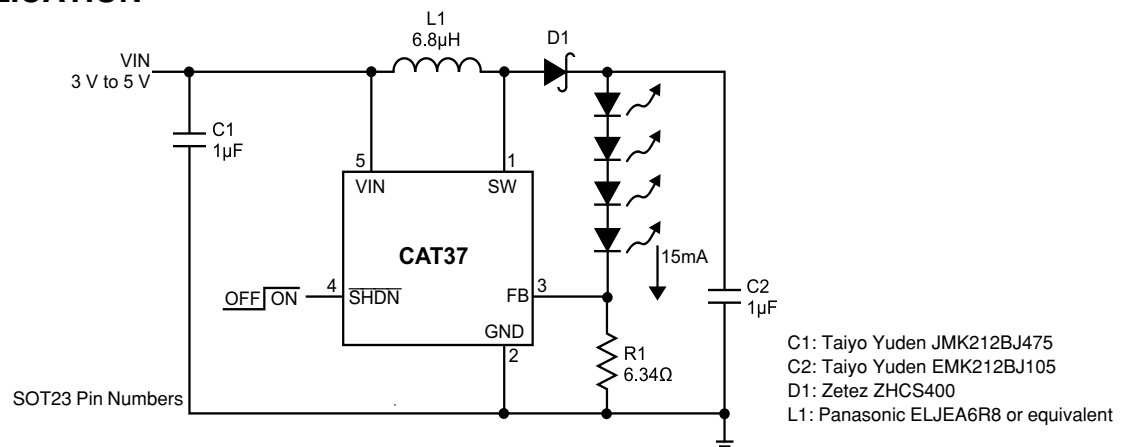 L1
6.8µH
D1
VIN
3 V to 5 V
C1
1µF
5
1
VIN
SW
CAT37
15mA
OFF ON
4
SHDN
FB
3
C2
1µF
GND
2
R1
6.34Ω
SOT23 Pin Numbers
C1: Taiyo Yuden JMK212BJ475
C2: Taiyo Yuden EMK212BJ105
D1: Zetez ZHCS400
L1: Panasonic ELJEA6R8 or equivalent